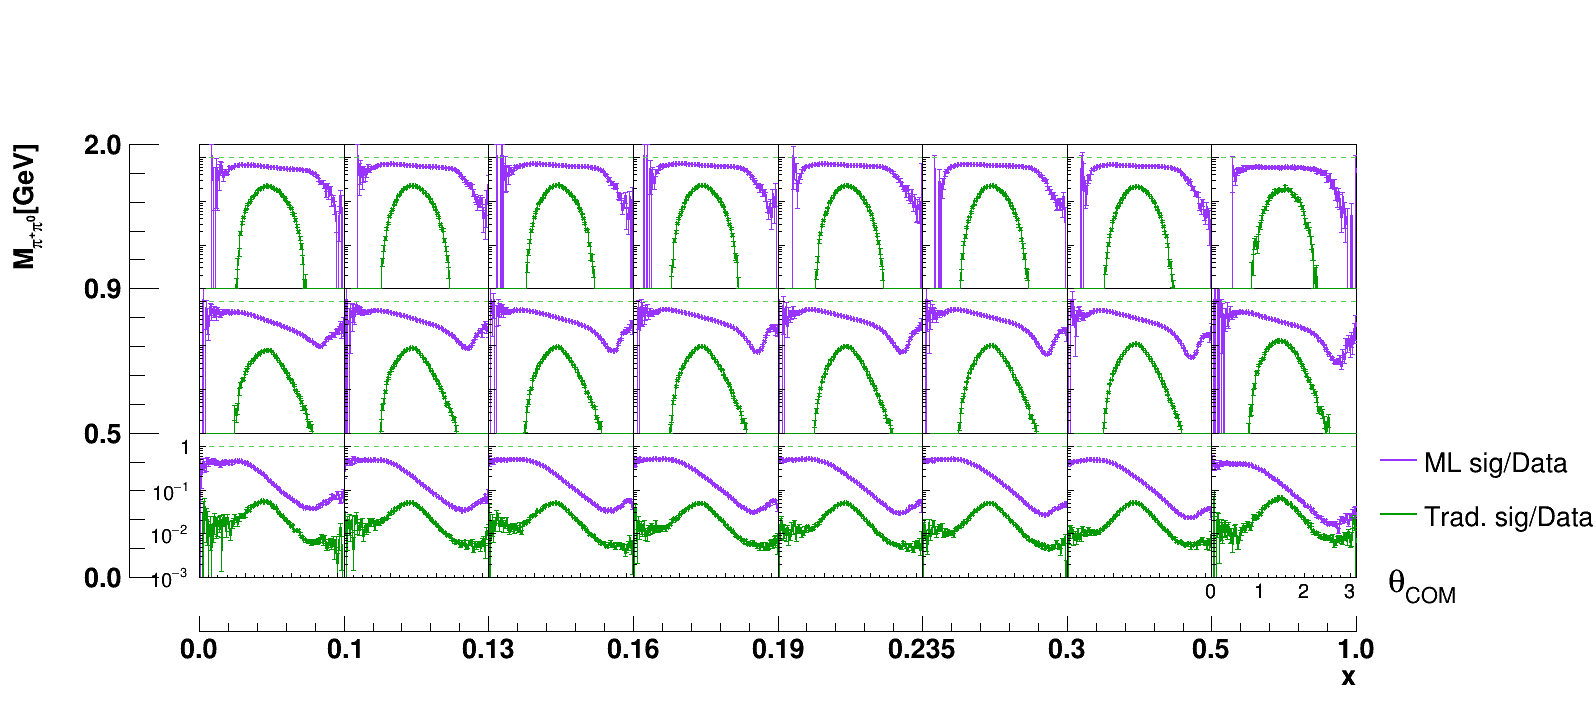 M_{π⁺π⁰}[GeV]
2.0
0.9
0.5
0.0
1
10⁻¹
10⁻²
10⁻³
ML sig/Data
Trad. sig/Data
0 1 2 3
θ_COM
0.0 0.1 0.13 0.16 0.19 0.235 0.3 0.5 1.0
x